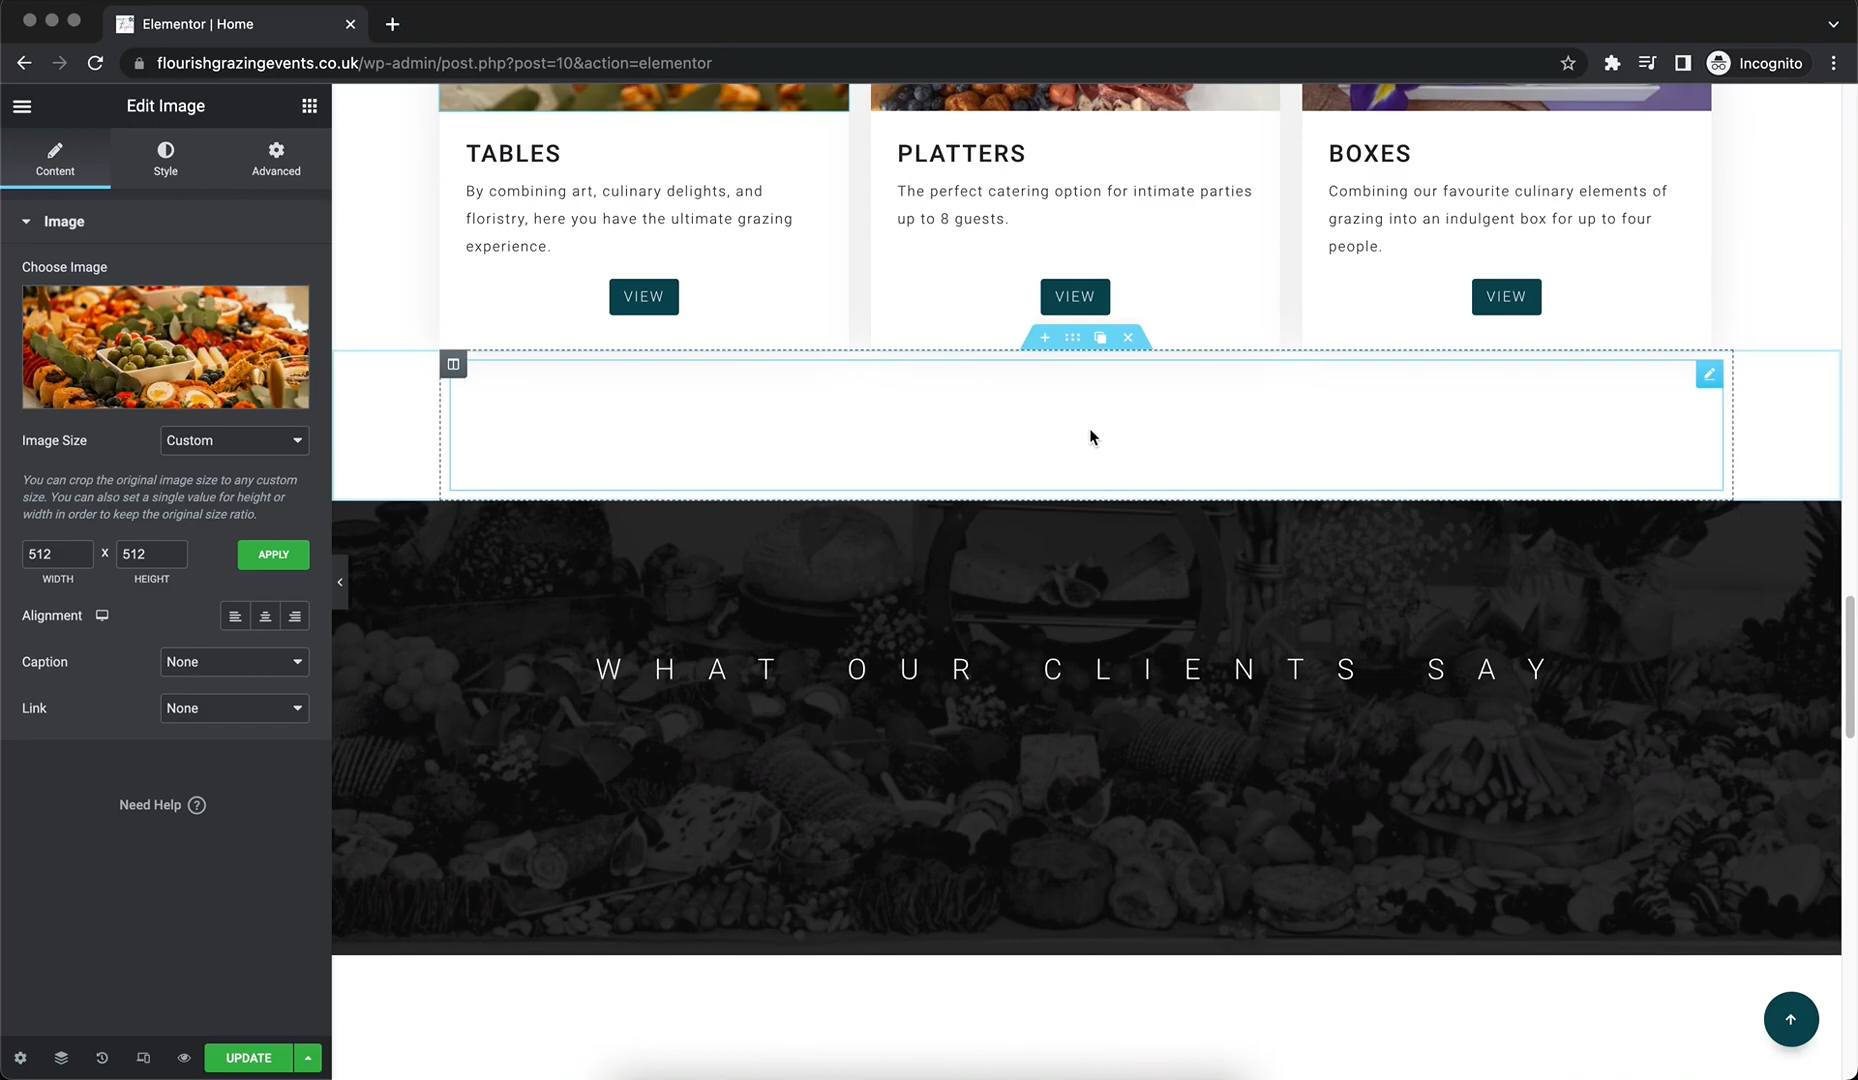 Elementor | Home
flourishgrazingevents.co.uk/wp-admin/post.php?post=10&action=elementor
Incognito
Edit Image
Content
Style
Advanced
Image
Choose Image
Image Size
Custom
You can crop the original image size to any custom
size. You can also set a single value for height or
width in order to keep the original size ratio.
512 x 512
APPLY
WIDTH
HEIGHT
Alignment
Caption
None
Link
None
Need Help ?
UPDATE
TABLES
By combining art, culinary delights, and
floristry, here you have the ultimate grazing
experience.
VIEW
PLATTERS
The perfect catering option for intimate parties
up to 8 guests.
VIEW
BOXES
Combining our favourite culinary elements of
grazing into an indulgent box for up to four
people.
VIEW
WHAT OUR CLIENTS SAY